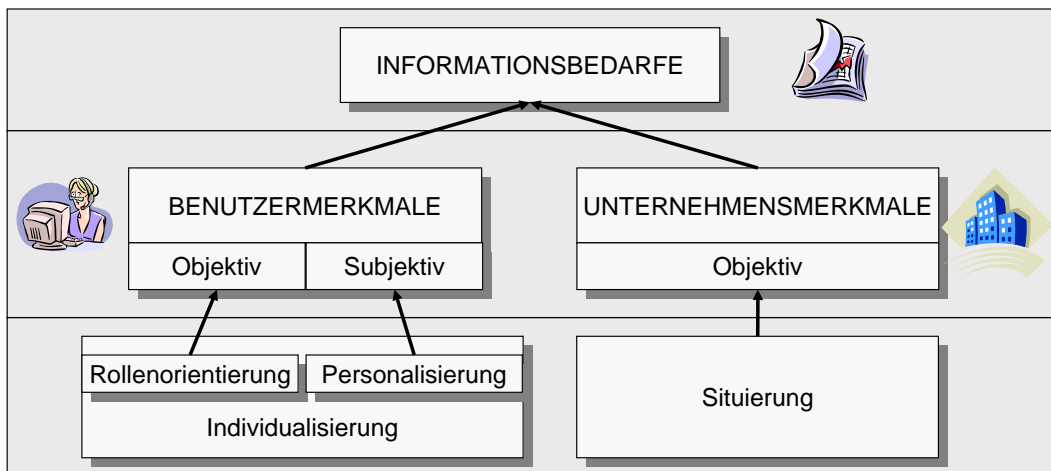 INFORMATIONSBEDARFE
BENUTZERMERKMALE
UNTERNEHMENSMERKMALE
Objektiv
Subjektiv
Objektiv
Rollenorientierung
Personalisierung
Situierung
Individualisierung